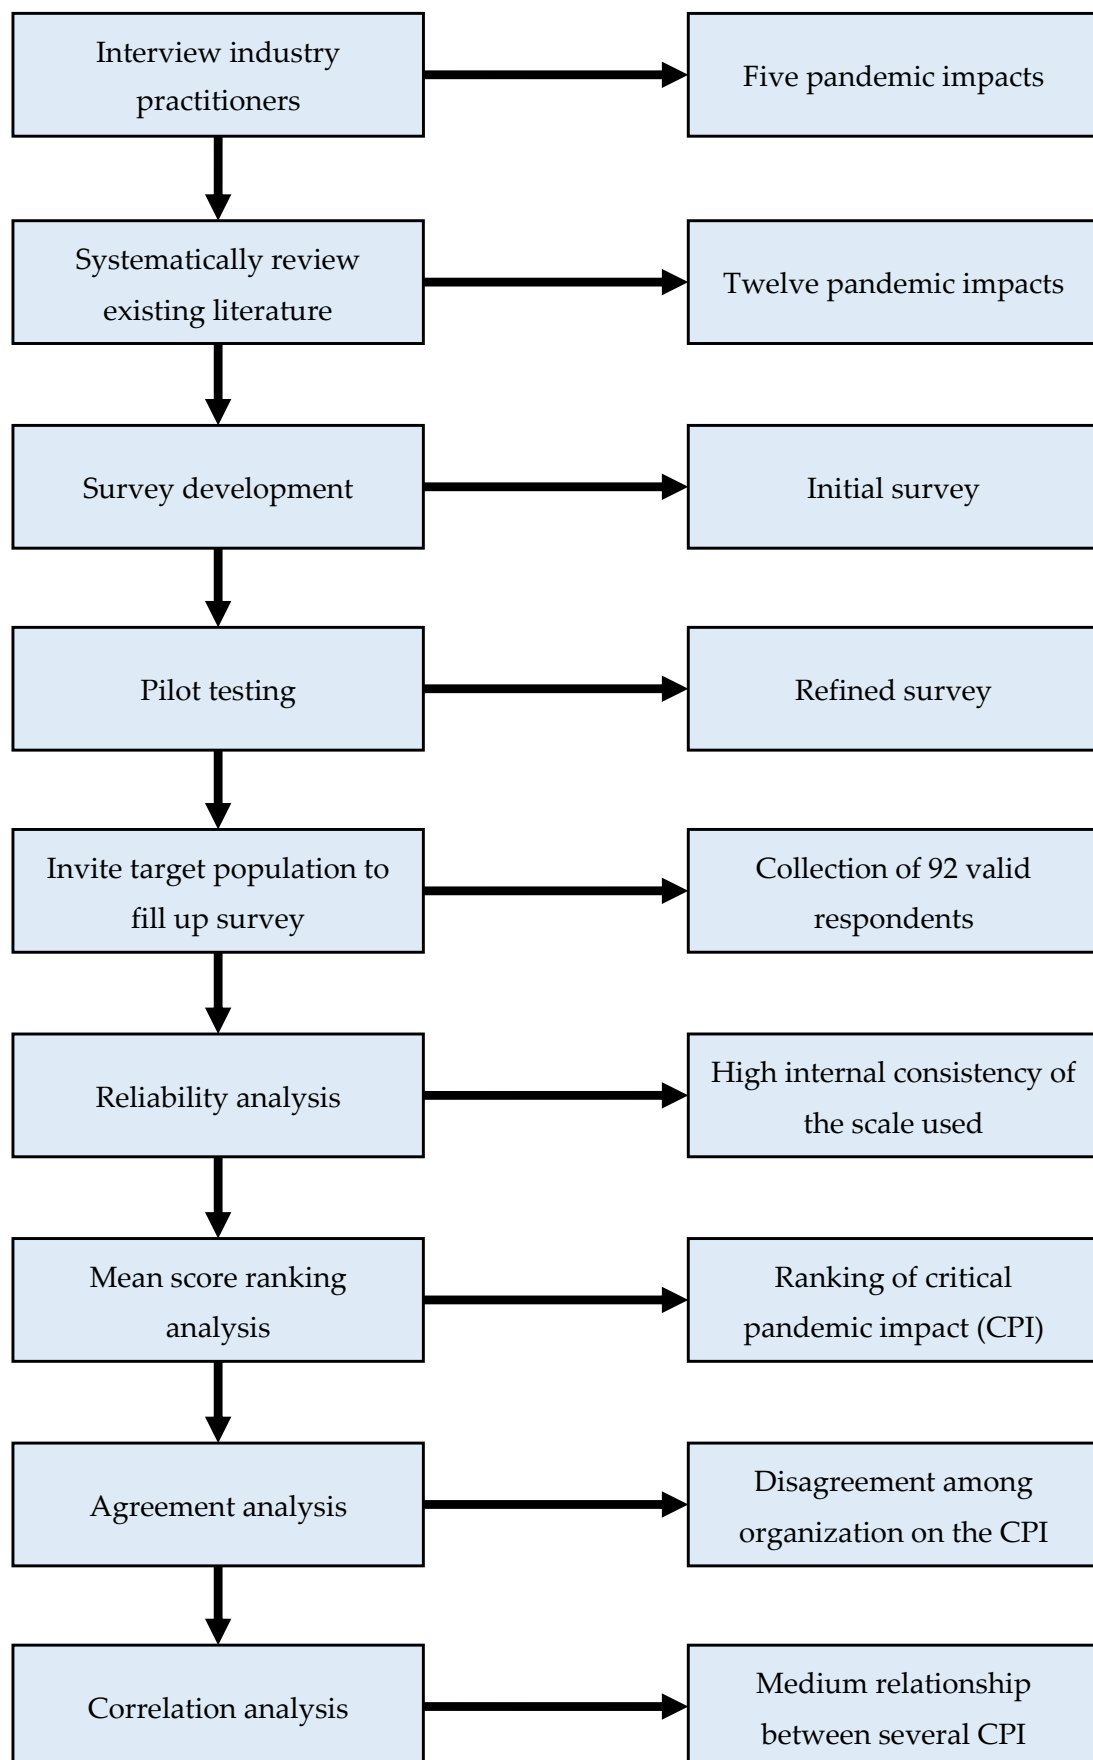 Interview industry
practitioners
Five pandemic impacts
Systematically review
existing literature
Twelve pandemic impacts
Survey development
Initial survey
Pilot testing
Refined survey
Invite target population to
fill up survey
Collection of 92 valid
respondents
Reliability analysis
High internal consistency of
the scale used
Mean score ranking
analysis
Ranking of critical
pandemic impact (CPI)
Agreement analysis
Disagreement among
organization on the CPI
Correlation analysis
Medium relationship
between several CPI